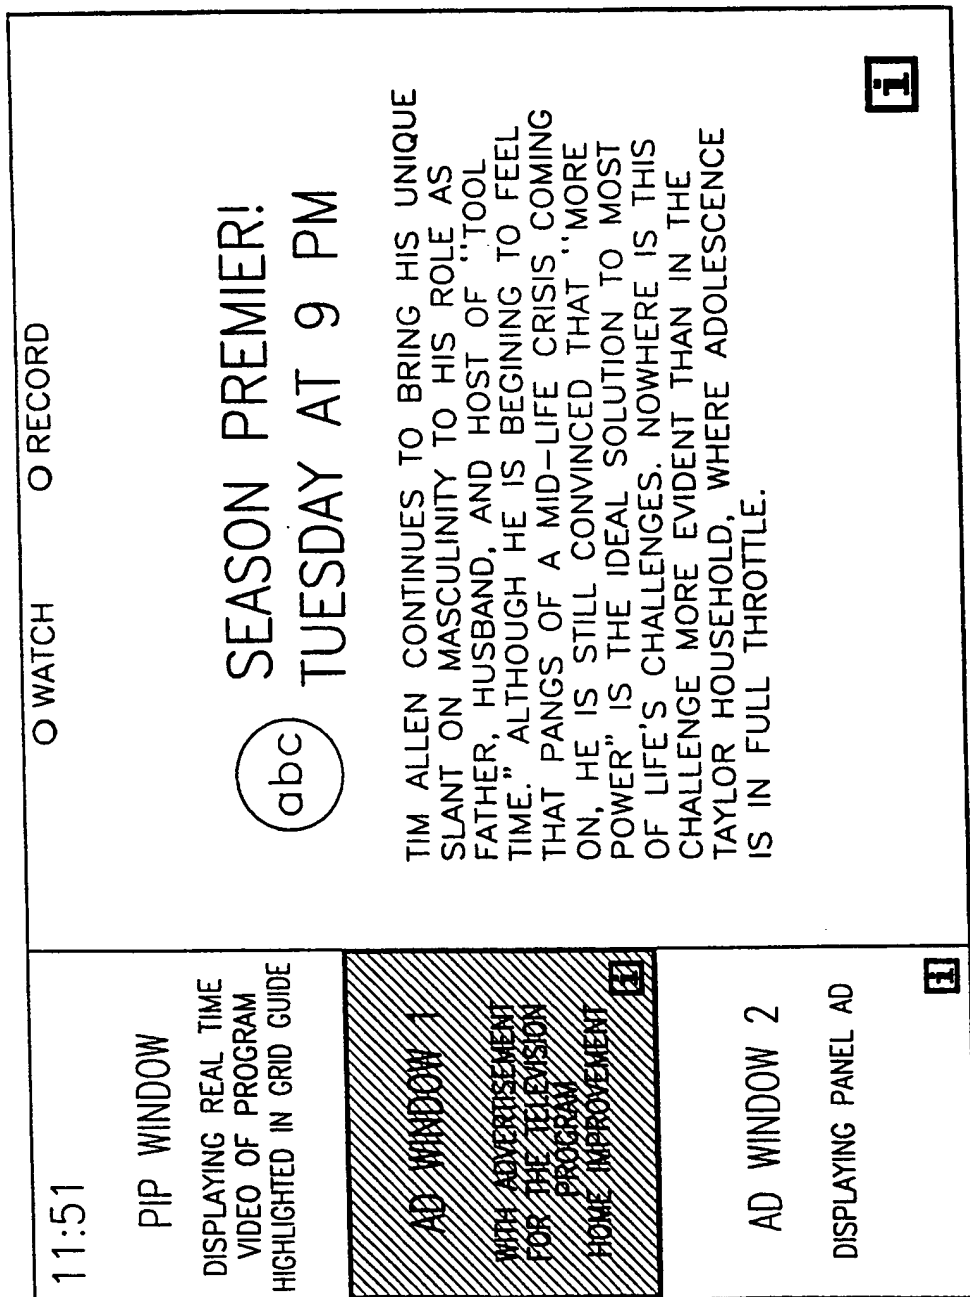 11:51
PIP WINDOW
DISPLAYING REAL TIME
VIDEO OF PROGRAM
HIGHLIGHTED IN GRID GUIDE
AD WINDOW 1
WITH ADVERTISEMENT
FOR THE TELEVISION
PROGRAM
HOME IMPROVEMENT
i
AD WINDOW 2
DISPLAYING PANEL AD
i
O WATCH O RECORD
abc
SEASON PREMIER!
TUESDAY AT 9 PM
TIM ALLEN CONTINUES TO BRING HIS UNIQUE
SLANT ON MASCULINITY TO HIS ROLE AS
FATHER, HUSBAND, AND HOST OF "TOOL
TIME." ALTHOUGH HE IS BEGINING TO FEEL
THAT PANGS OF A MID-LIFE CRISIS COMING
ON, HE IS STILL CONVINCED THAT "MORE
POWER" IS THE IDEAL SOLUTION TO MOST
OF LIFE'S CHALLENGES. NOWHERE IS THIS
CHALLENGE MORE EVIDENT THAN IN THE
TAYLOR HOUSEHOLD, WHERE ADOLESCENCE
IS IN FULL THROTTLE.
i